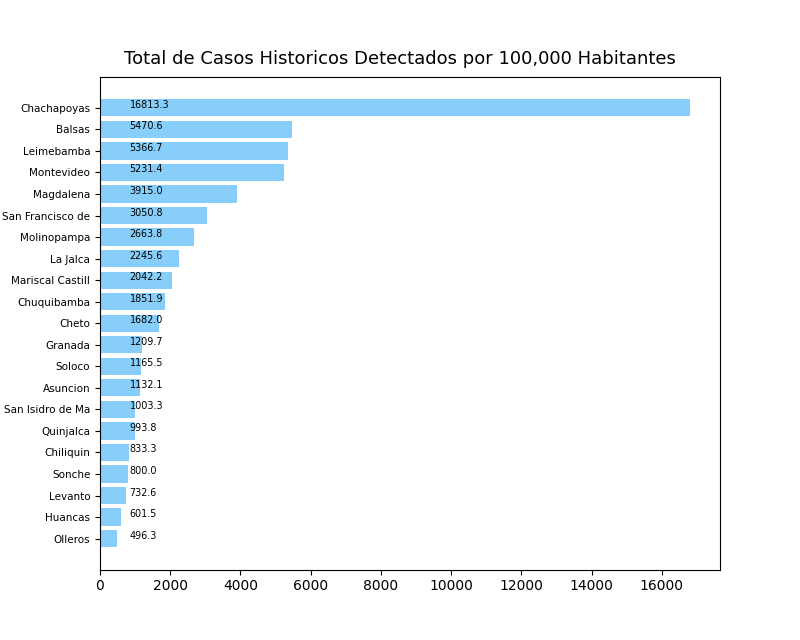 Total de Casos Historicos Detectados por 100,000 Habitantes
Chachapoyas 16813.3
Balsas 5470.6
Leimebamba 5366.7
Montevideo 5231.4
Magdalena 3915.0
San Francisco de 3050.8
Molinopampa 2663.8
La Jalca 2245.6
Mariscal Castill 2042.2
Chuquibamba 1851.9
Cheto 1682.0
Granada 1209.7
Soloco 1165.5
Asuncion 1132.1
San Isidro de Ma 1003.3
Quinjalca 993.8
Chiliquin 833.3
Sonche 800.0
Levanto 732.6
Huancas 601.5
Olleros 496.3
0 2000 4000 6000 8000 10000 12000 14000 16000